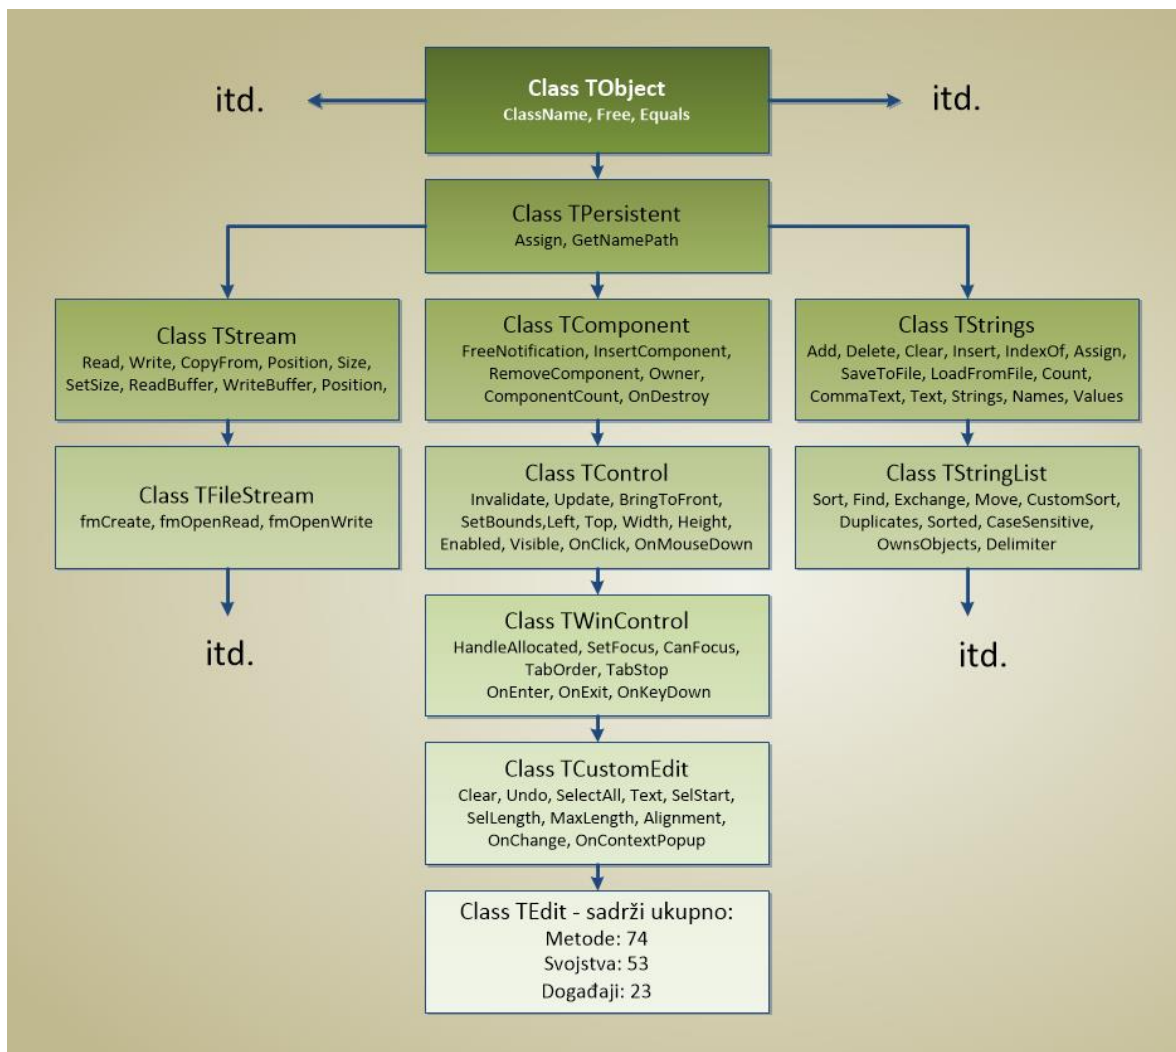 itd.
Class TObject
ClassName, Free, Equals
itd.
Class TPersistent
Assign, GetNamePath
Class TStream
Read, Write, CopyFrom, Position, Size,
SetSize, ReadBuffer, WriteBuffer, Position,
Class TComponent
FreeNotification, InsertComponent,
RemoveComponent, Owner,
ComponentCount, OnDestroy
Class TStrings
Add, Delete, Clear, Insert, IndexOf, Assign,
SaveToFile, LoadFromFile, Count,
CommaText, Text, Strings, Names, Values
Class TFileStream
fmCreate, fmOpenRead, fmOpenWrite
Class TControl
Invalidate, Update, BringToFront,
SetBounds,Left, Top, Width, Height,
Enabled, Visible, OnClick, OnMouseDown
Class TStringList
Sort, Find, Exchange, Move, CustomSort,
Duplicates, Sorted, CaseSensitive,
OwnsObjects, Delimiter
itd.
Class TWinControl
HandleAllocated, SetFocus, CanFocus,
TabOrder, TabStop
OnEnter, OnExit, OnKeyDown
itd.
Class TCustomEdit
Clear, Undo, SelectAll, Text, SelStart,
SelLength, MaxLength, Alignment,
OnChange, OnContextPopup
Class TEdit - sadrži ukupno:
Metode: 74
Svojstva: 53
Događaji: 23